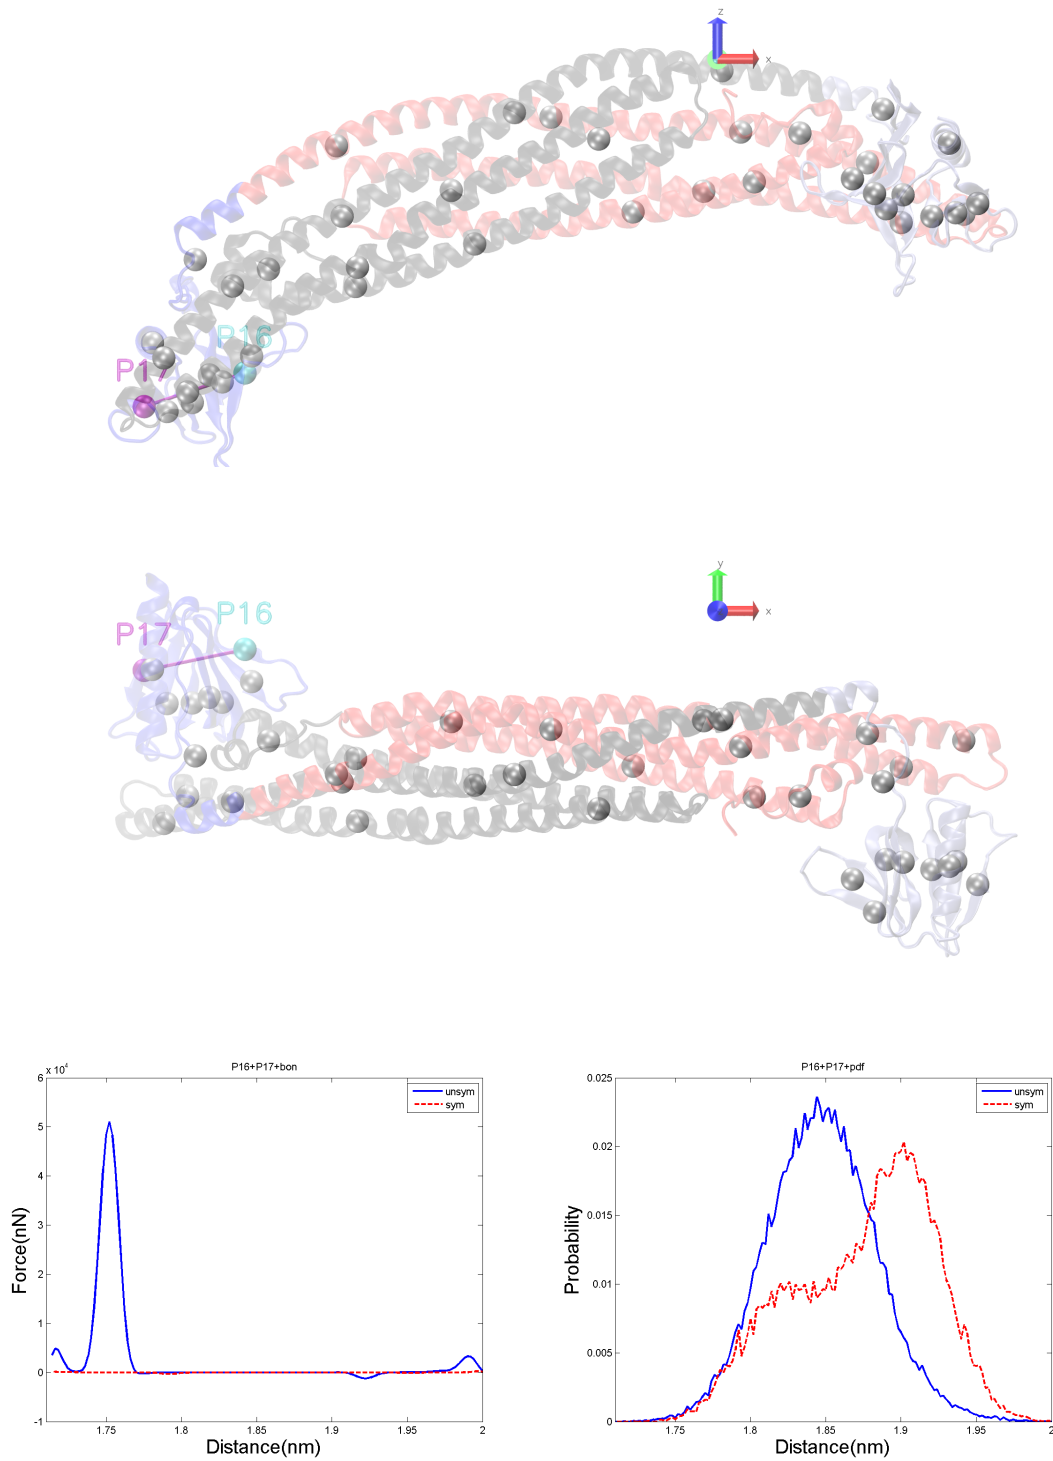 z
x
P16
P17
y
x
P16
P17
P16+P17+bon
x 10^4
6
5
4
3
2
1
0
-1
Force(nN)
unsym
sym
1.75
1.8
1.85
1.9
1.95
2
Distance(nm)
P16+P17+pdf
0.025
0.02
0.015
0.01
0.005
0
Probability
unsym
sym
1.75
1.8
1.85
1.9
1.95
2
Distance(nm)